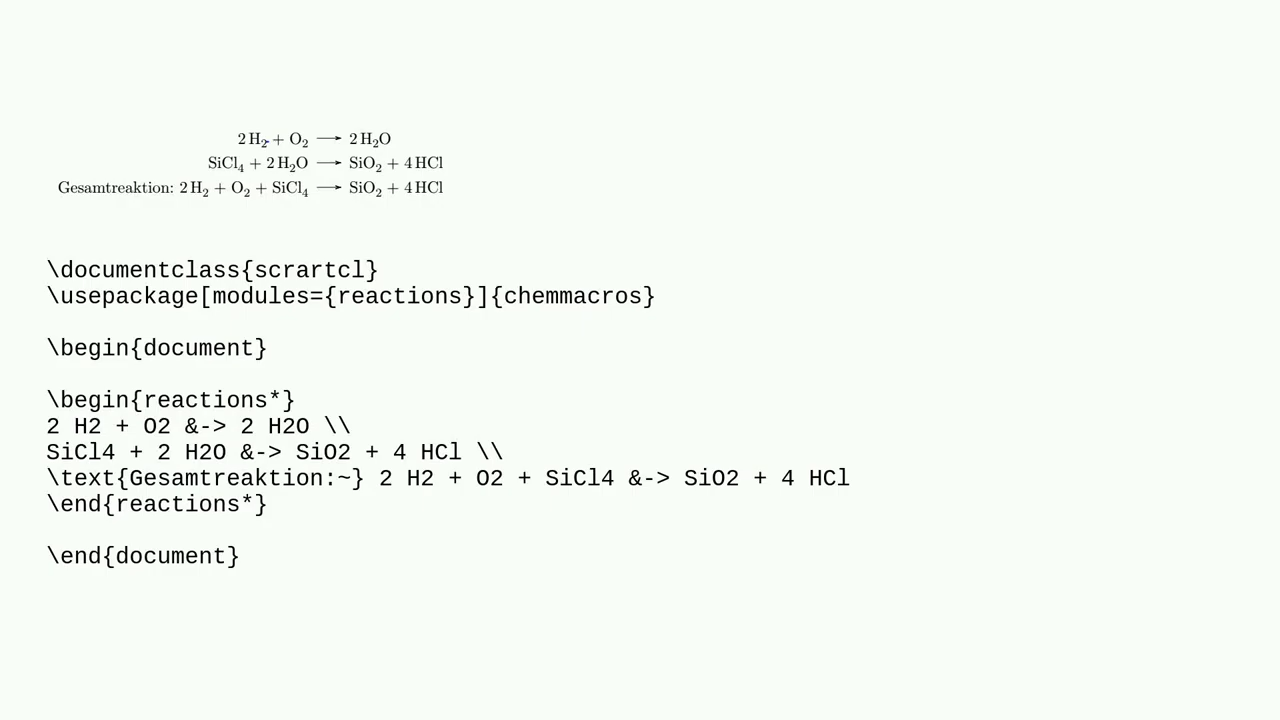 2 H₂ + O₂ ⟶ 2 H₂O
SiCl₄ + 2 H₂O ⟶ SiO₂ + 4 HCl
Gesamtreaktion: 2 H₂ + O₂ + SiCl₄ ⟶ SiO₂ + 4 HCl
\documentclass{scrartcl}
\usepackage[modules={reactions}]{chemmacros}
\begin{document}
\begin{reactions*}
2 H2 + O2 &-> 2 H2O \\
SiCl4 + 2 H2O &-> SiO2 + 4 HCl \\
\text{Gesamtreaktion:~} 2 H2 + O2 + SiCl4 &-> SiO2 + 4 HCl
\end{reactions*}
\end{document}